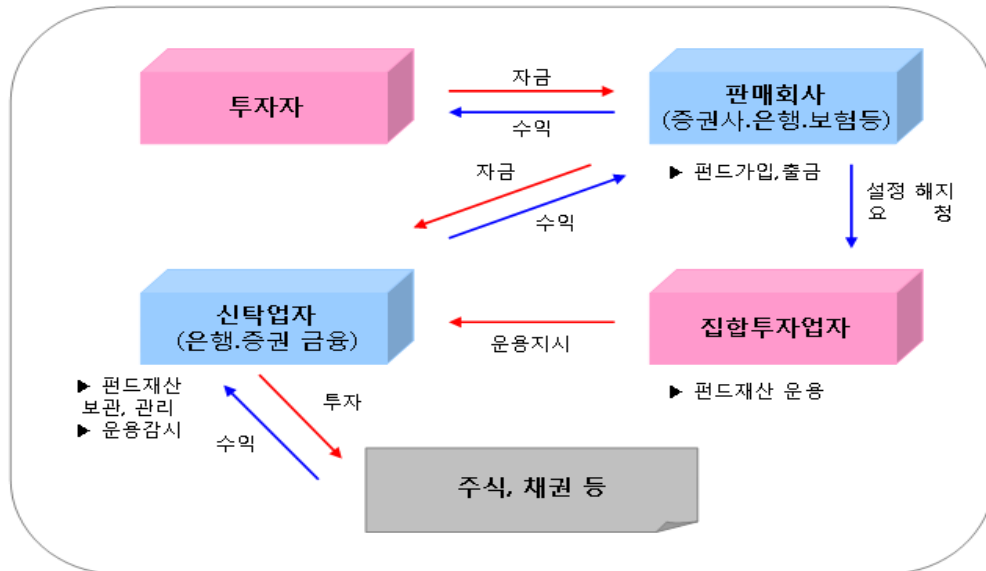 투자자
자금
수익
판매회사
(증권사.은행.보험등)
▶ 펀드가입,출금
자금
수익
설정 해지
요 청
신탁업자
(은행.증권 금융)
운용지시
집합투자업자
▶ 펀드재산
보관, 관리
▶ 운용감시
투자
수익
▶ 펀드재산 운용
주식, 채권 등